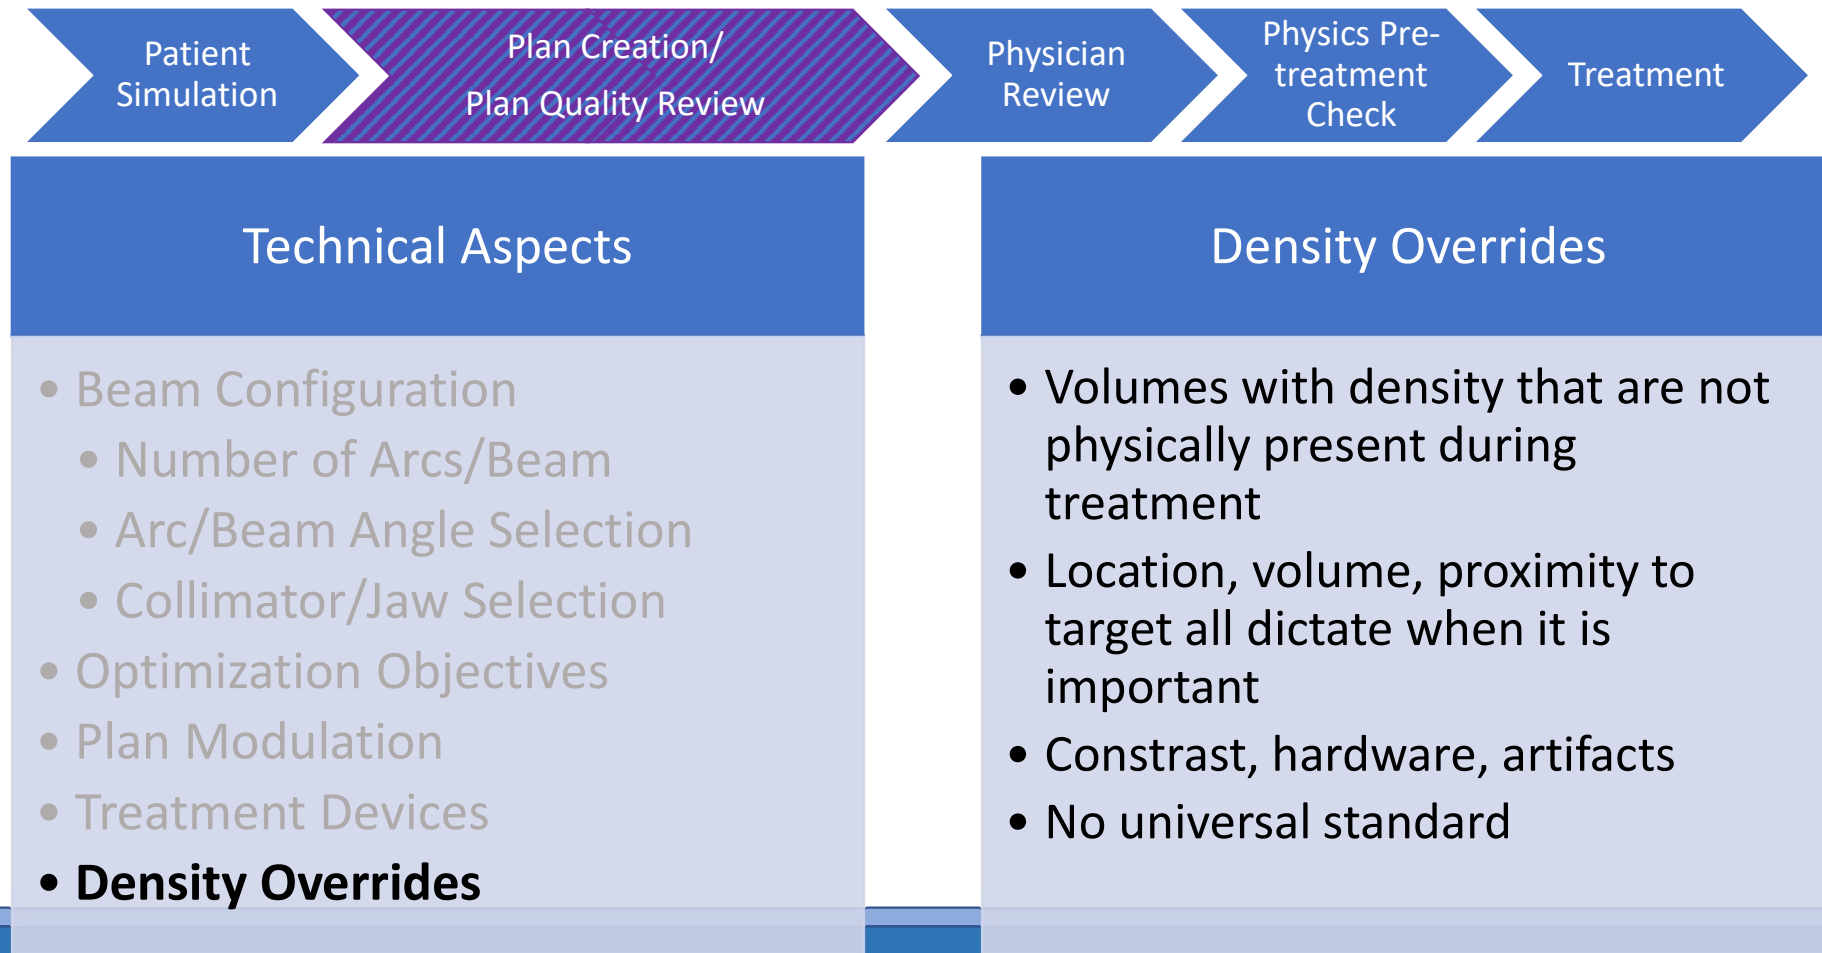 Patient
Simulation
Plan Creation/
Plan Quality Review
Physician
Review
Physics Pre-
treatment
Check
Treatment
Technical Aspects
• Beam Configuration
• Number of Arcs/Beam
• Arc/Beam Angle Selection
• Collimator/Jaw Selection
• Optimization Objectives
• Plan Modulation
• Treatment Devices
• Density Overrides
Density Overrides
• Volumes with density that are not
physically present during
treatment
• Location, volume, proximity to
target all dictate when it is
important
• Constrast, hardware, artifacts
• No universal standard